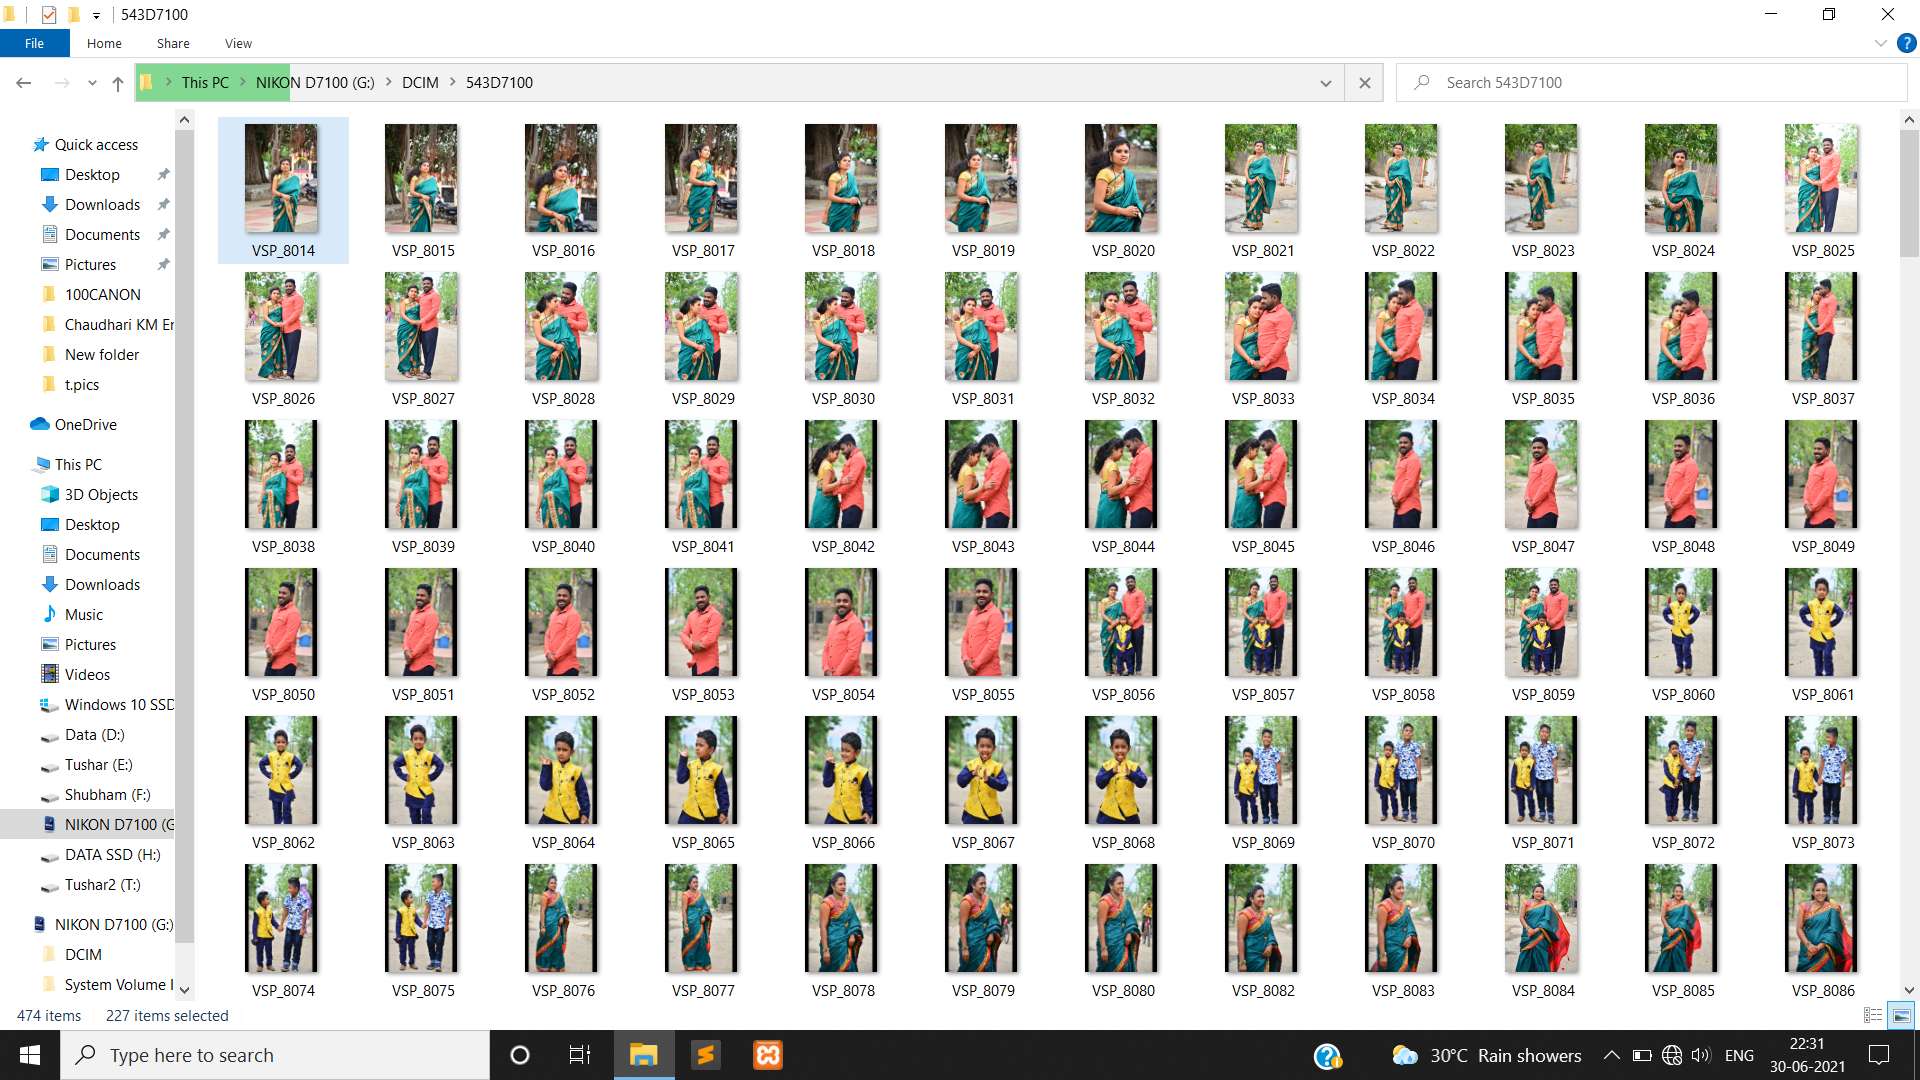 543D7100
File Home Share View
This PC NIKON D7100 (G:) DCIM 543D7100
Search 543D7100
Quick access
Desktop
Downloads
Documents
Pictures
100CANON
Chaudhari KM Er
New folder
t.pics
OneDrive
This PC
3D Objects
Desktop
Documents
Downloads
Music
Pictures
Videos
Windows 10 SSD
Data (D:)
Tushar (E:)
Shubham (F:)
NIKON D7100 (G
DATA SSD (H:)
Tushar2 (T:)
NIKON D7100 (G:)
DCIM
System Volume I
VSP_8014 VSP_8015 VSP_8016 VSP_8017 VSP_8018 VSP_8019 VSP_8020 VSP_8021 VSP_8022 VSP_8023 VSP_8024 VSP_8025
VSP_8026 VSP_8027 VSP_8028 VSP_8029 VSP_8030 VSP_8031 VSP_8032 VSP_8033 VSP_8034 VSP_8035 VSP_8036 VSP_8037
VSP_8038 VSP_8039 VSP_8040 VSP_8041 VSP_8042 VSP_8043 VSP_8044 VSP_8045 VSP_8046 VSP_8047 VSP_8048 VSP_8049
VSP_8050 VSP_8051 VSP_8052 VSP_8053 VSP_8054 VSP_8055 VSP_8056 VSP_8057 VSP_8058 VSP_8059 VSP_8060 VSP_8061
VSP_8062 VSP_8063 VSP_8064 VSP_8065 VSP_8066 VSP_8067 VSP_8068 VSP_8069 VSP_8070 VSP_8071 VSP_8072 VSP_8073
VSP_8074 VSP_8075 VSP_8076 VSP_8077 VSP_8078 VSP_8079 VSP_8080 VSP_8082 VSP_8083 VSP_8084 VSP_8085 VSP_8086
474 items 227 items selected
Type here to search
30°C Rain showers
ENG
22:31
30-06-2021